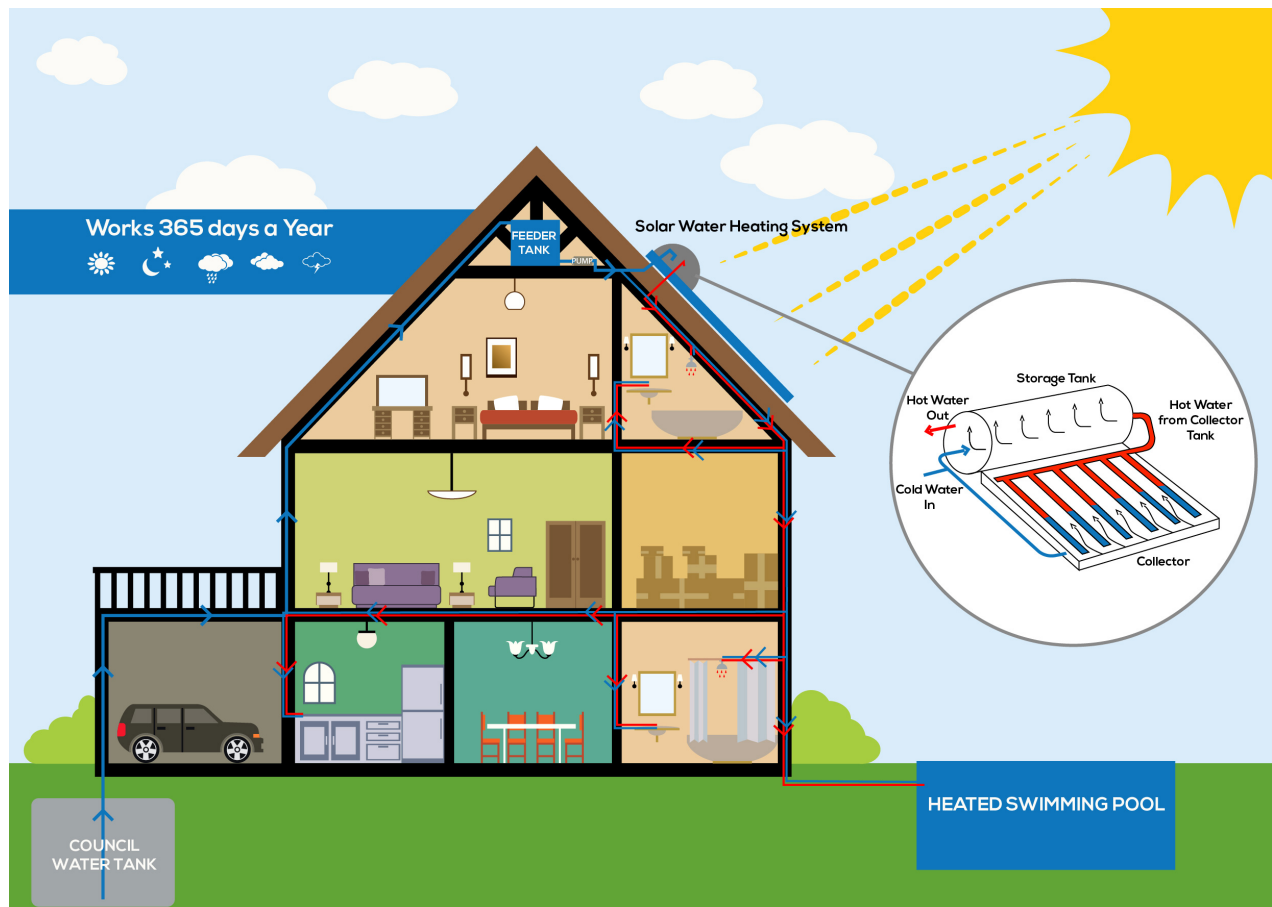 Works 365 days a Year
FEEDER
TANK
PUMP
Solar Water Heating System
Storage Tank
Hot Water
Out
Hot Water
from Collector
Tank
Cold Water
In
Collector
COUNCIL
WATER TANK
HEATED SWIMMING POOL